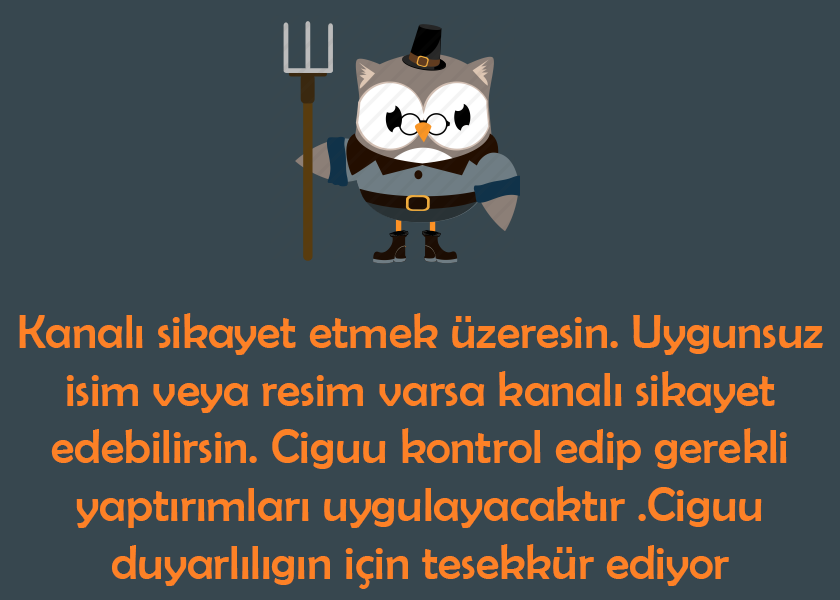 Kanalı sikayet etmek üzeresin. Uygunsuz
isim veya resim varsa kanalı sikayet
edebilirsin. Ciguu kontrol edip gerekli
yaptırımları uygulayacaktır .Ciguu
duyarlılıgın için tesekkür ediyor